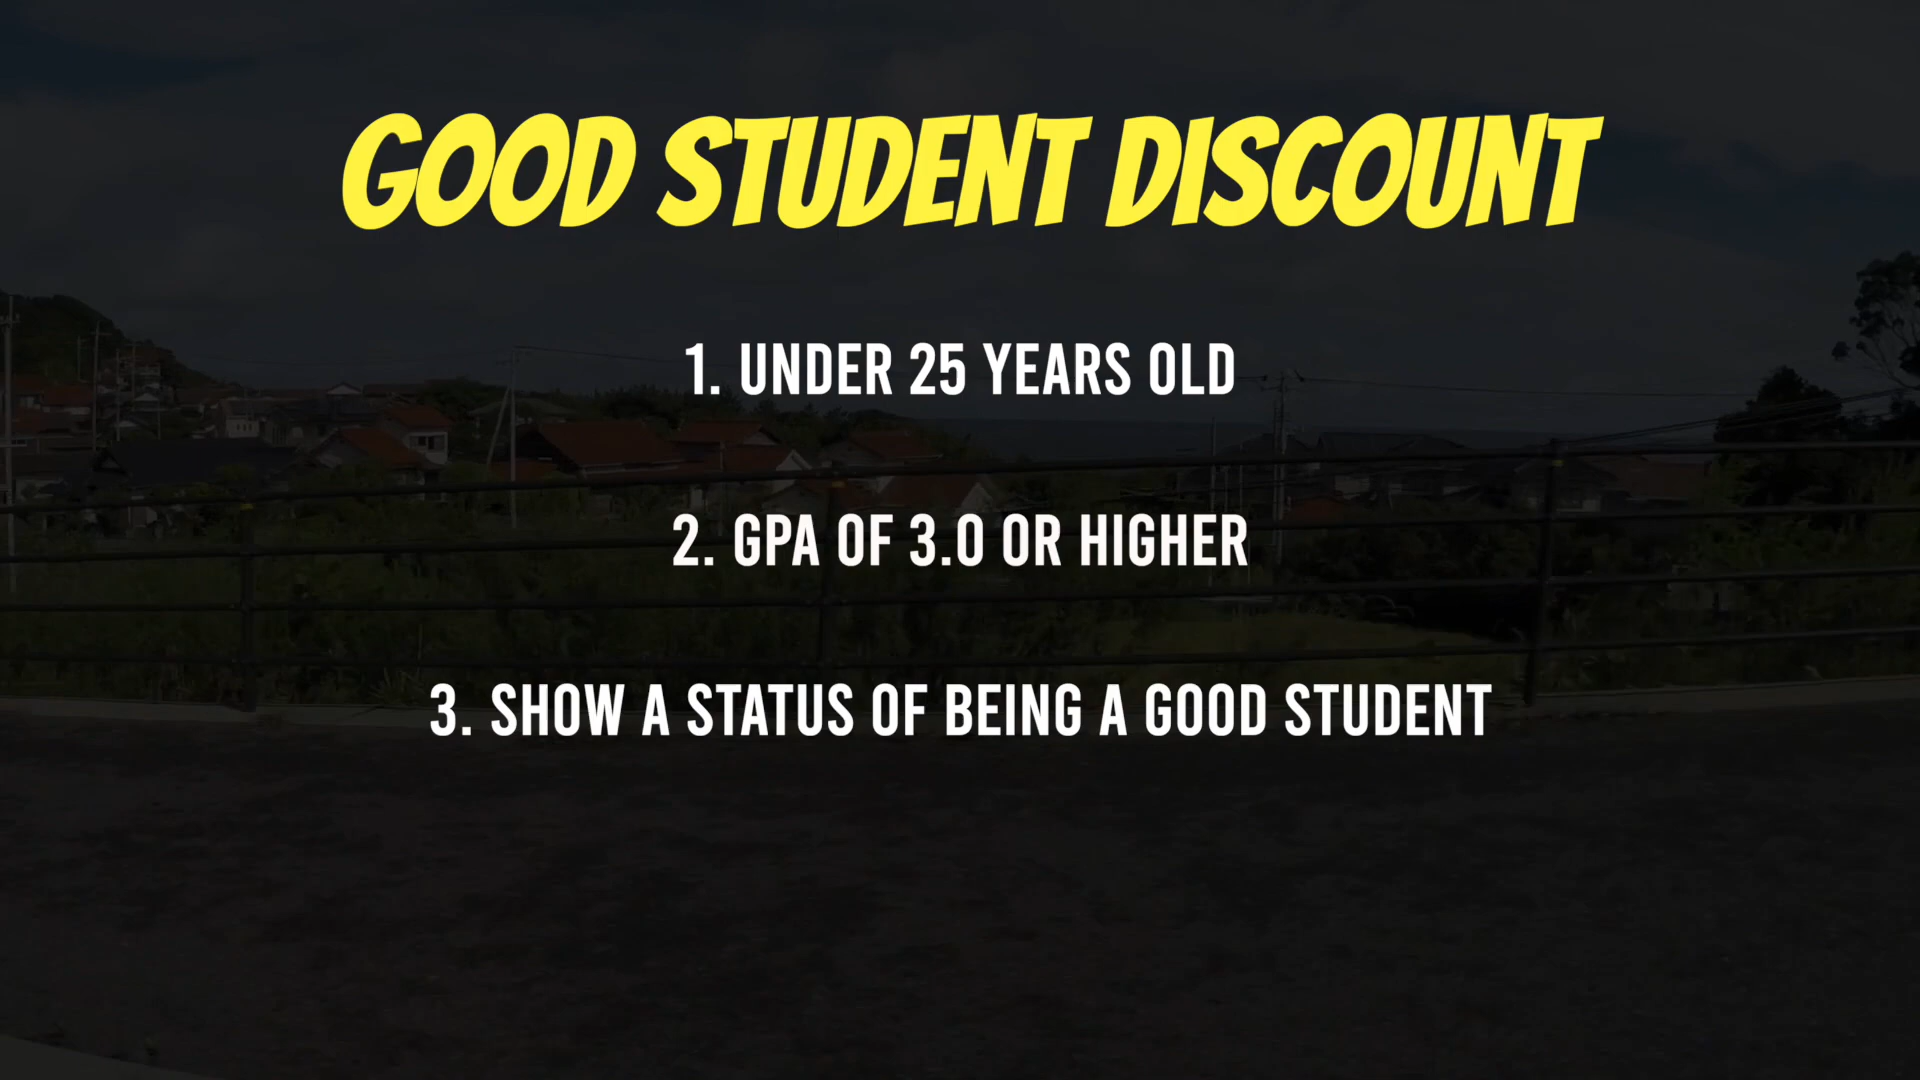 GOOD STUDENT DISCOUNT
1. UNDER 25 YEARS OLD
2. GPA OF 3.0 OR HIGHER
3. SHOW A STATUS OF BEING A GOOD STUDENT